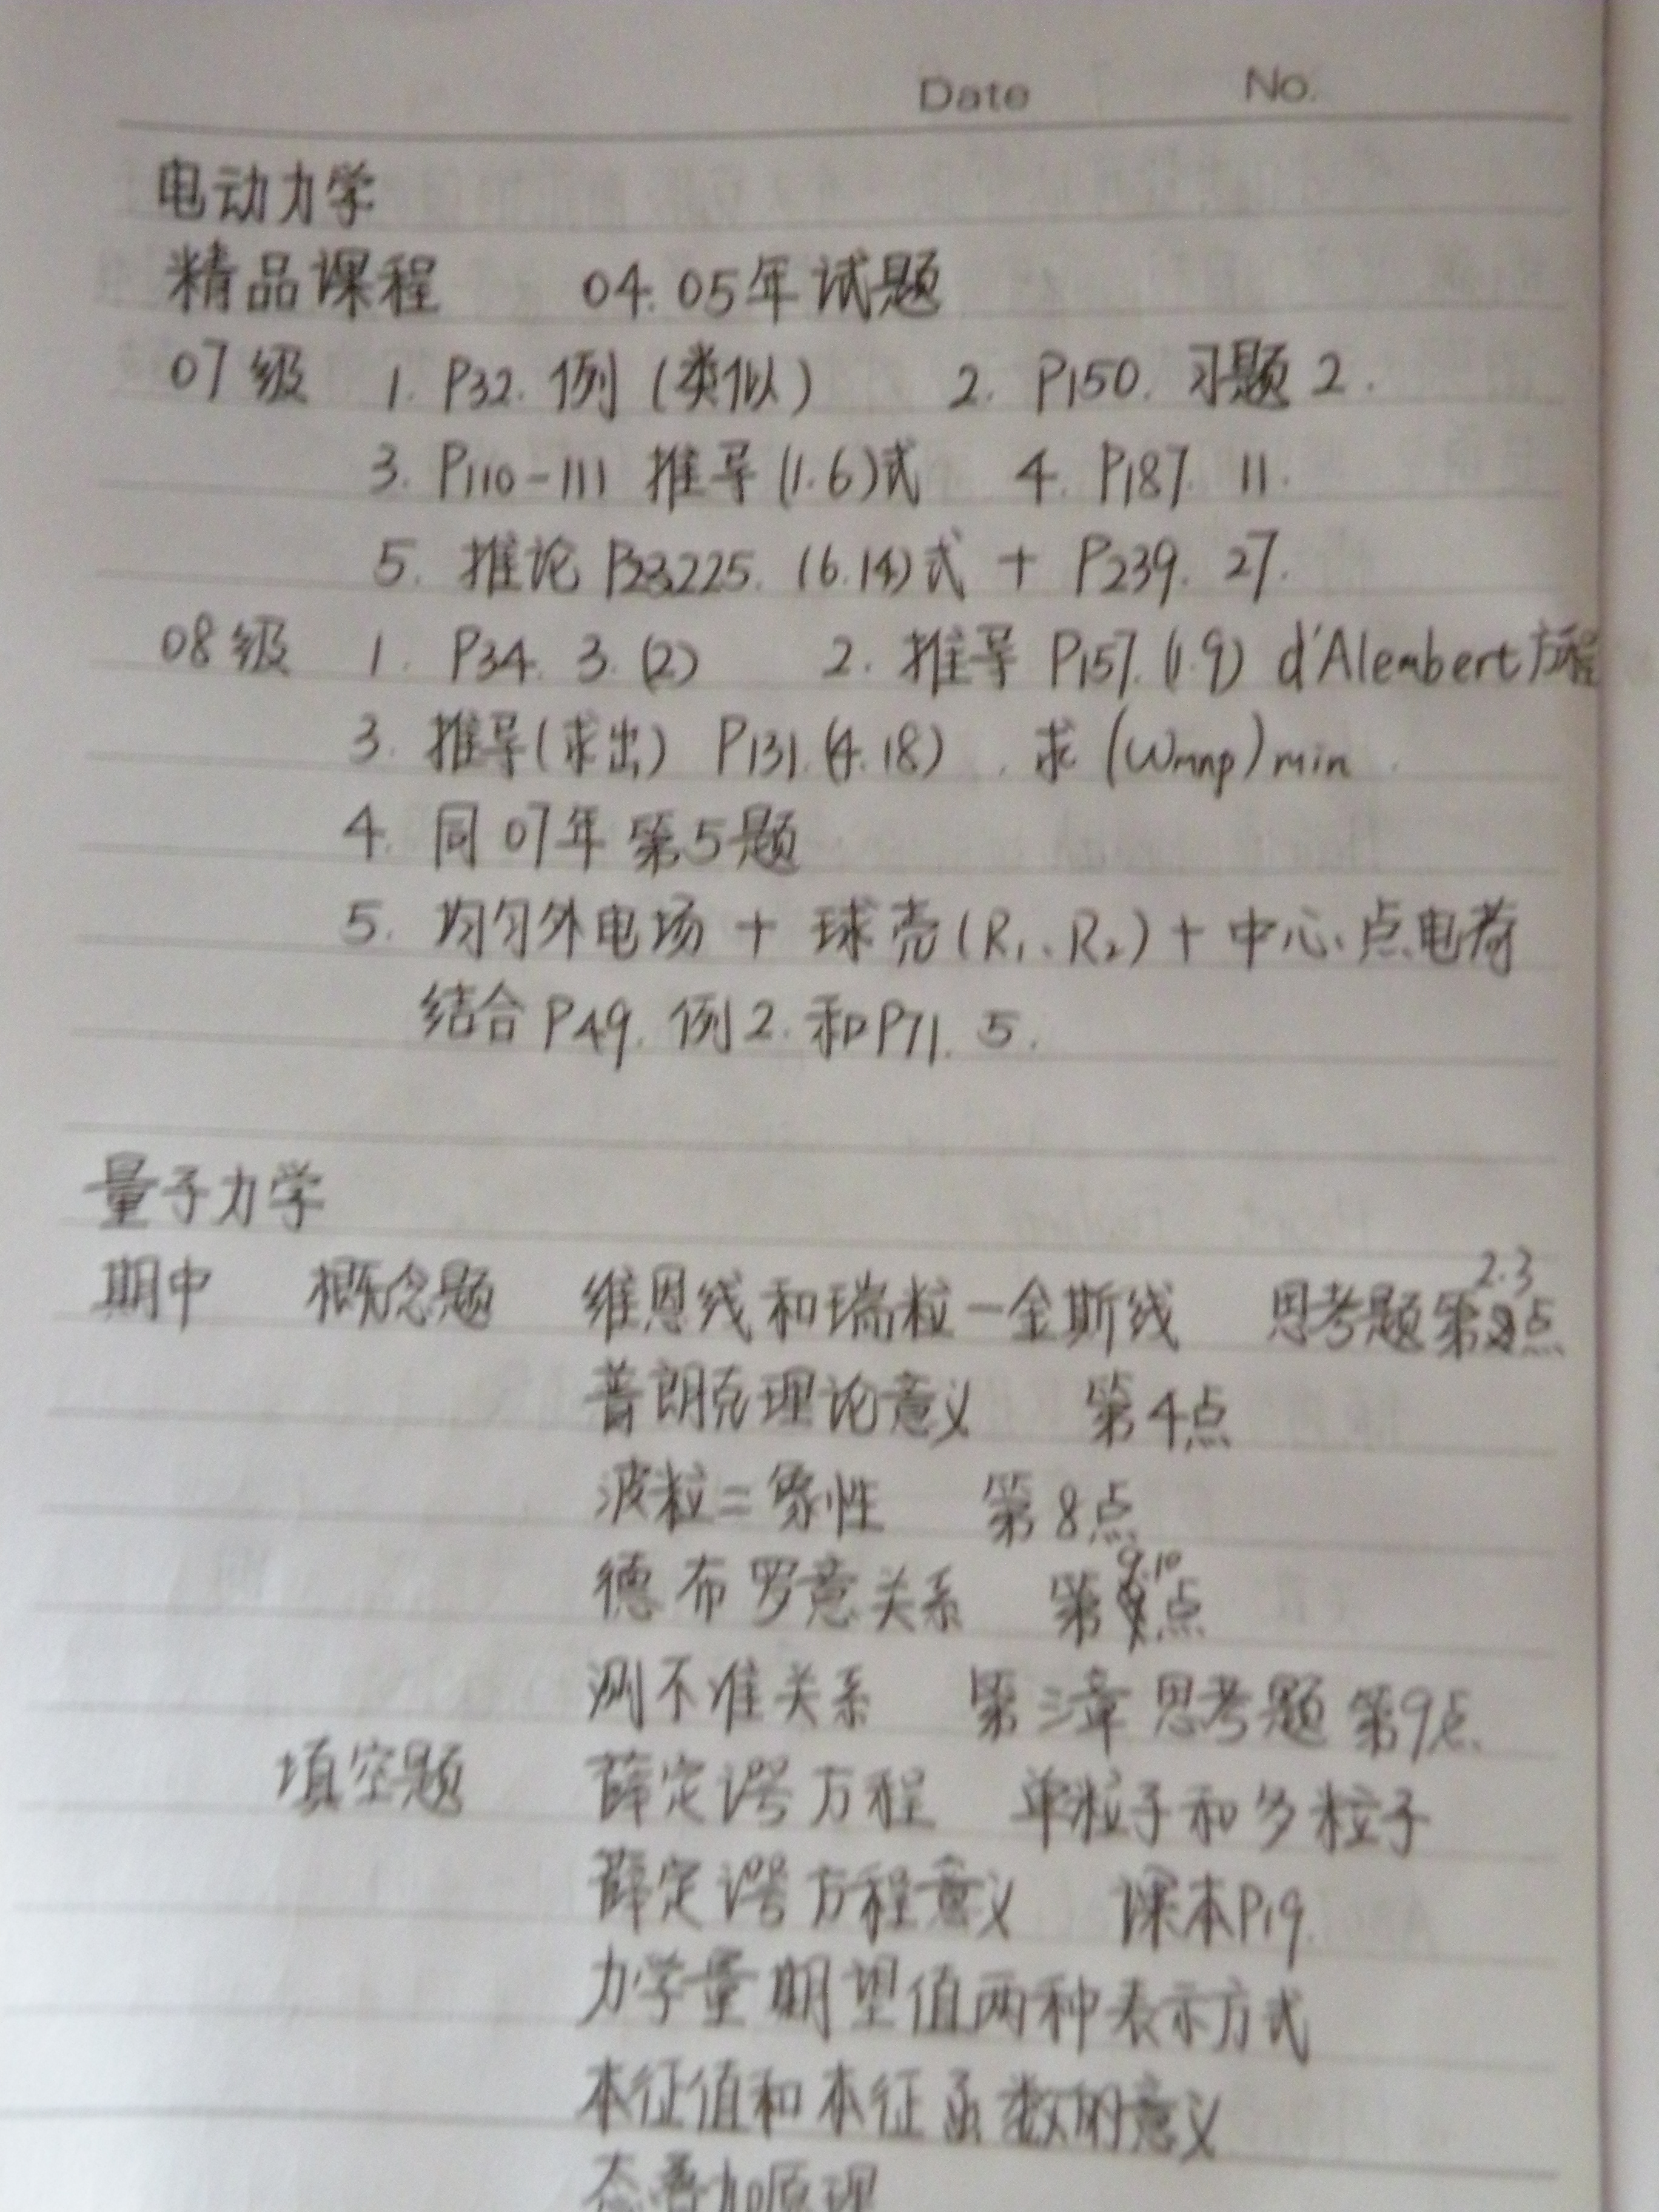 Date No.
电动力学
精品课程 04.05年试题
07级 1. P32. 例(类似) 2. P150. 习题2.
3. P110-111 推导(1.6)式 4. P187. 11.
5. 推论 225. (6.14)式 + P239. 27.
08级 1. P34. 3.(2) 2. 推导 P157.(1.9) d'Alembert方程
3. 推导(求出) P131.(4.18). 求(ωmnp)min.
4. 同07年第5题
5. 均匀外电场 + 球壳(R1、R2)+中心点电荷
结合P49. 例2. 和P71. 5.
量子力学
期中 概念题 维恩线和瑞粒-金斯线 思考题第2.3点
普朗克理论意义 第4点
波粒二象性 第8点
德布罗意关系 第9.10点
测不准关系 第三章思考题第9点
填空题 薛定谔方程 单粒子和多粒子
薛定谔方程意义 课本P19.
力学量期望值两种表示方式
本征值和本征函数的意义
态叠加原理